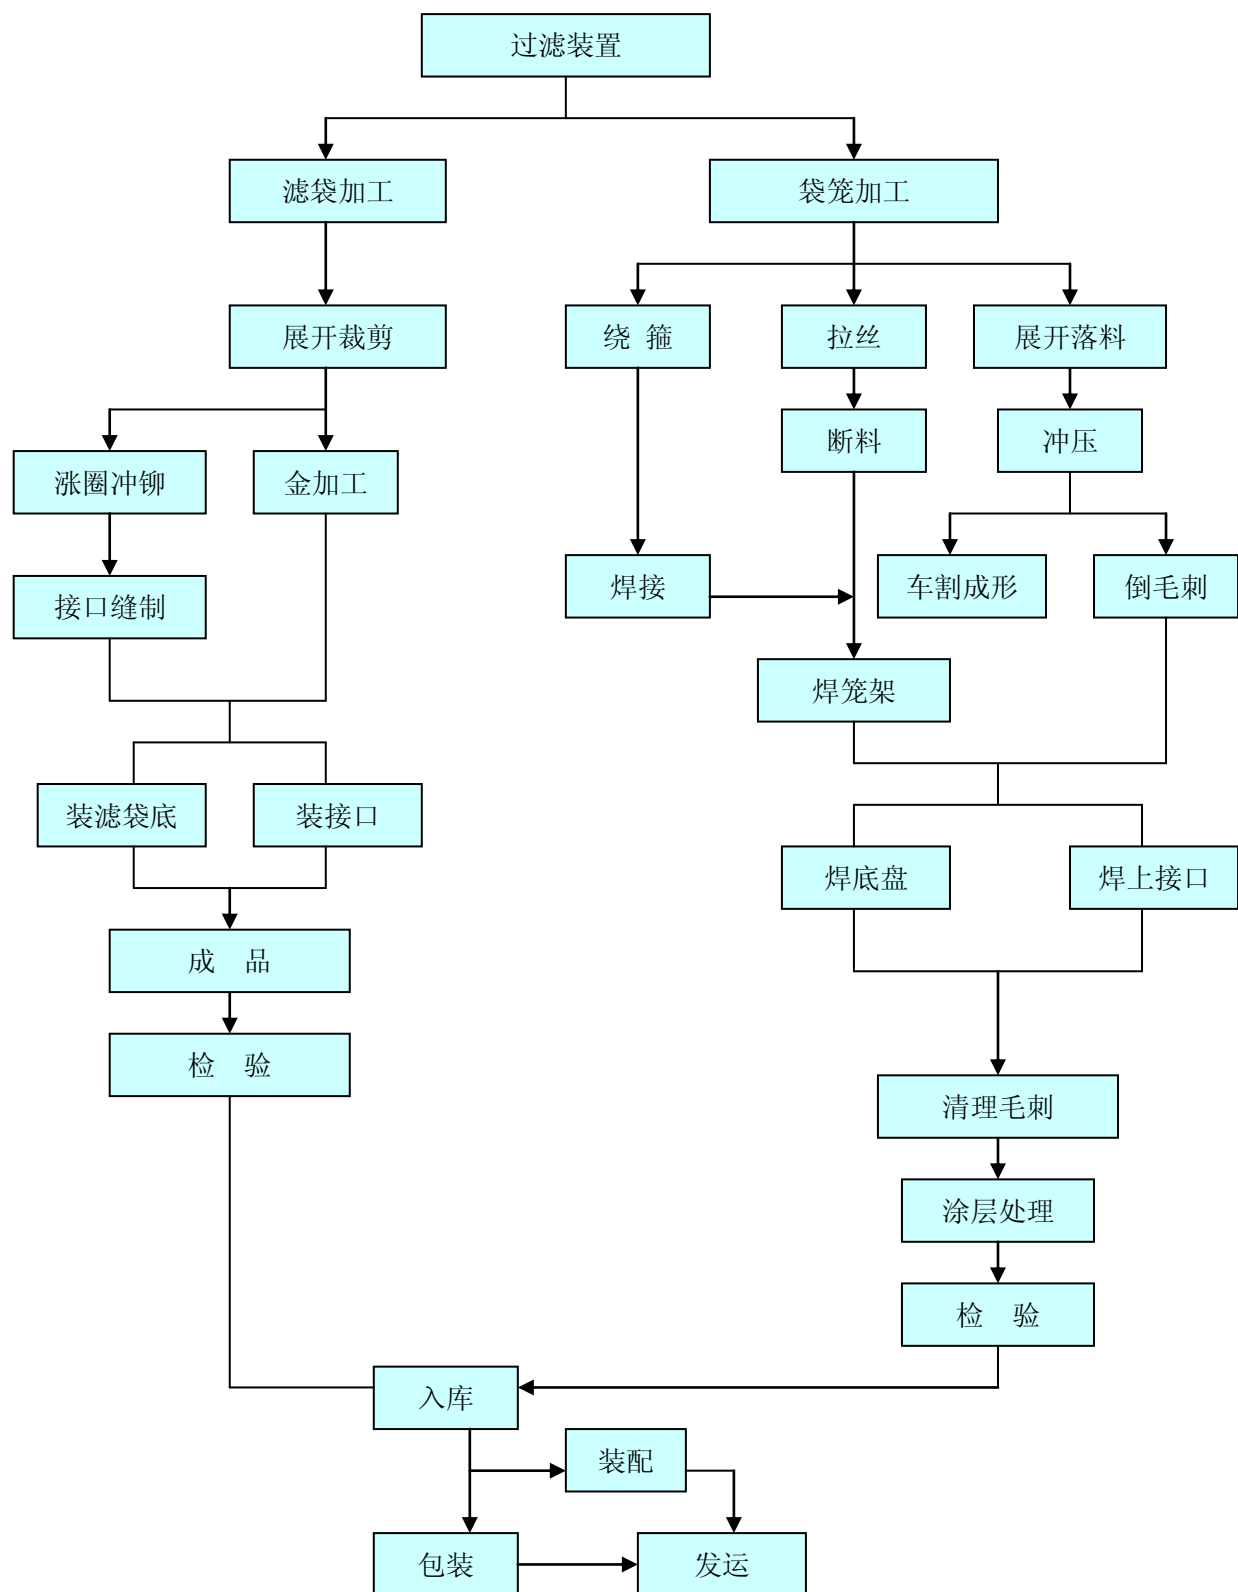 过滤装置
滤袋加工
袋笼加工
展开裁剪
绕 箍
拉丝
展开落料
断料
冲压
涨圈冲铆
金加工
焊接
车割成形
倒毛刺
接口缝制
焊笼架
装滤袋底
装接口
焊底盘
焊上接口
成 品
检 验
清理毛刺
涂层处理
检 验
入库
装配
包装
发运